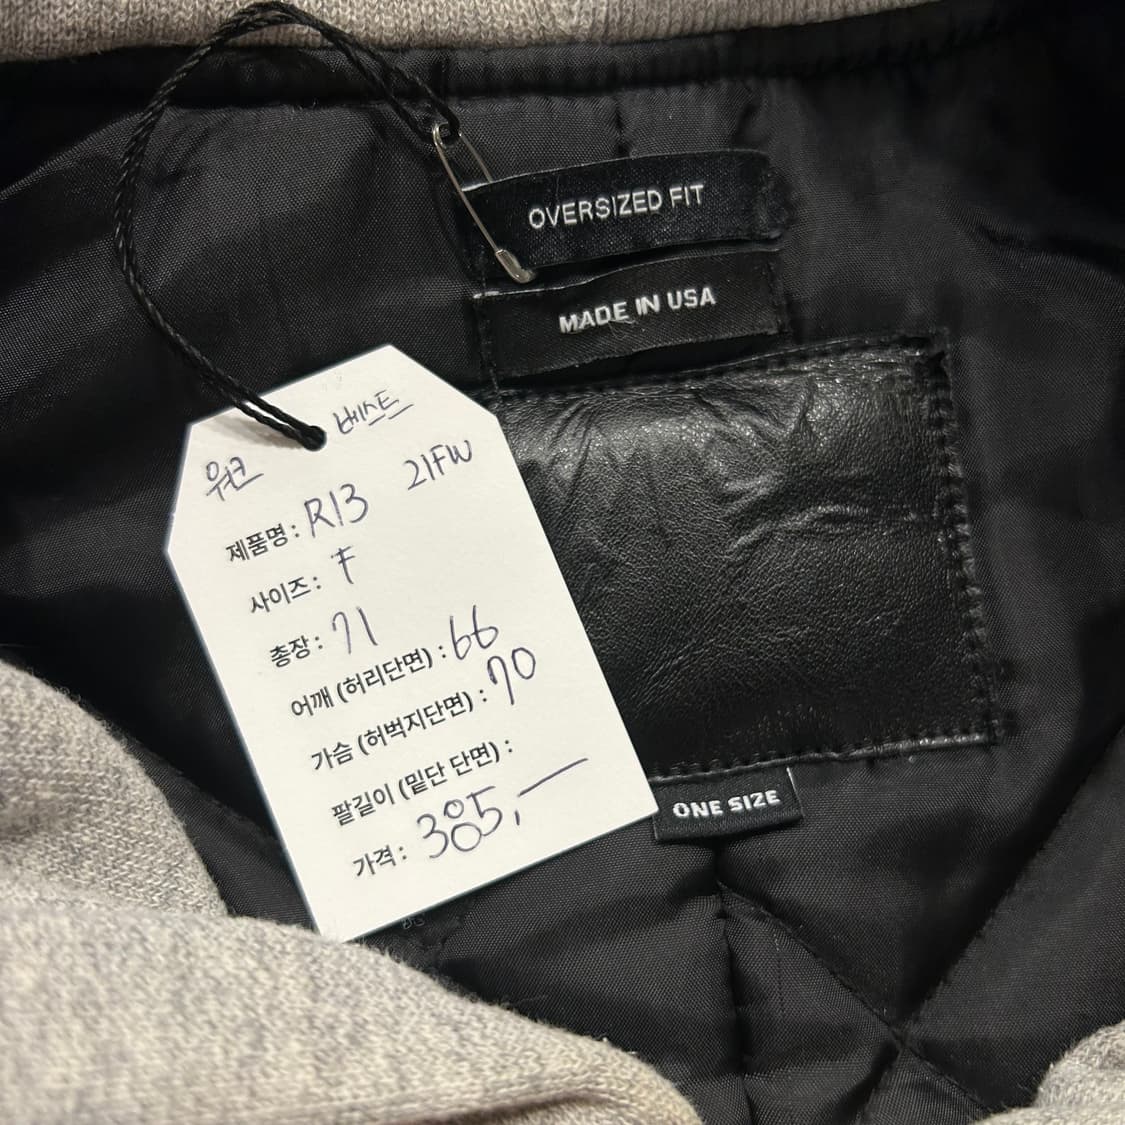 OVERSIZED FIT
MADE IN USA
워크 베스트
제품명 : R13 21FW
사이즈 : F
총장 : 71
어깨 (허리단면) : 66
가슴 (허벅지단면) : 70
팔길이 (밑단 단면) :
가격 : 385,-
ONE SIZE